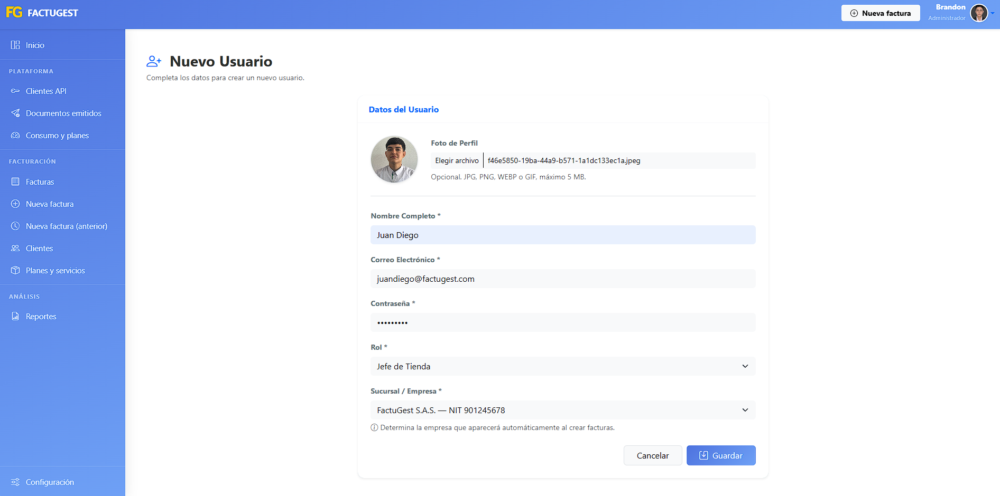 FG FACTUGEST
Nueva factura
Brandon
Administrador
Inicio
PLATAFORMA
Clientes API
Documentos emitidos
Consumo y planes
FACTURACIÓN
Facturas
Nueva factura
Nueva factura (anterior)
Clientes
Planes y servicios
ANÁLISIS
Reportes
Configuración
Nuevo Usuario
Completa los datos para crear un nuevo usuario.
Datos del Usuario
Foto de Perfil
Elegir archivo f46e5850-19ba-44a9-b571-1a1dc133ec1a.jpeg
Opcional. JPG, PNG, WEBP o GIF, máximo 5 MB.
Nombre Completo *
Juan Diego
Correo Electrónico *
juandiego@factugest.com
Contraseña *
•••••••••
Rol *
Jefe de Tienda
Sucursal / Empresa *
FactuGest S.A.S. — NIT 901245678
Determina la empresa que aparecerá automáticamente al crear facturas.
Cancelar
Guardar